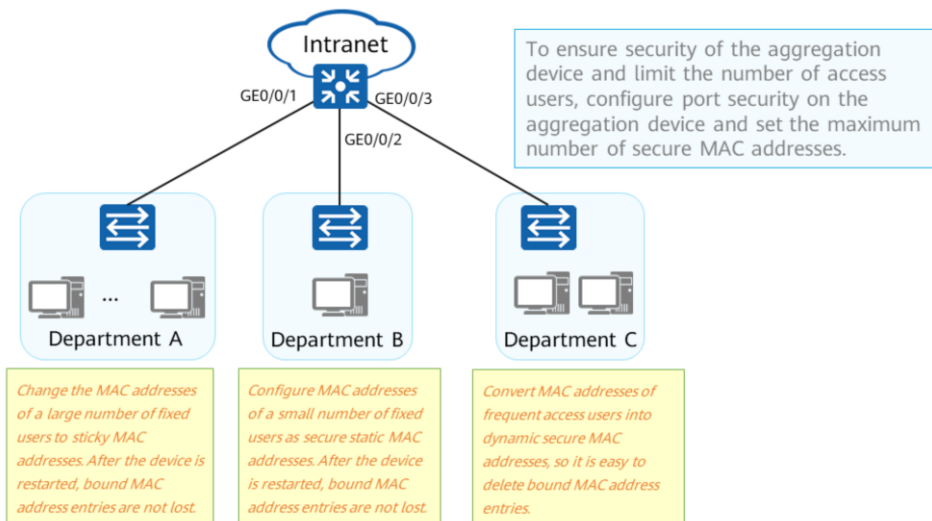 Intranet
To ensure security of the aggregation
device and limit the number of access
users, configure port security on the
aggregation device and set the maximum
number of secure MAC addresses.
GE0/0/1
GE0/0/3
GE0/0/2
...
Department A
Department B
Department C
Change the MAC addresses
of a large number of fixed
users to sticky MAC
addresses. After the device is
restarted, bound MAC
address entries are not lost.
Configure MAC addresses
of a small number of fixed
users as secure static MAC
addresses. After the device
is restarted, bound MAC
address entries are not lost.
Convert MAC addresses of
frequent access users into
dynamic secure MAC
addresses, so it is easy to
delete bound MAC address
entries.